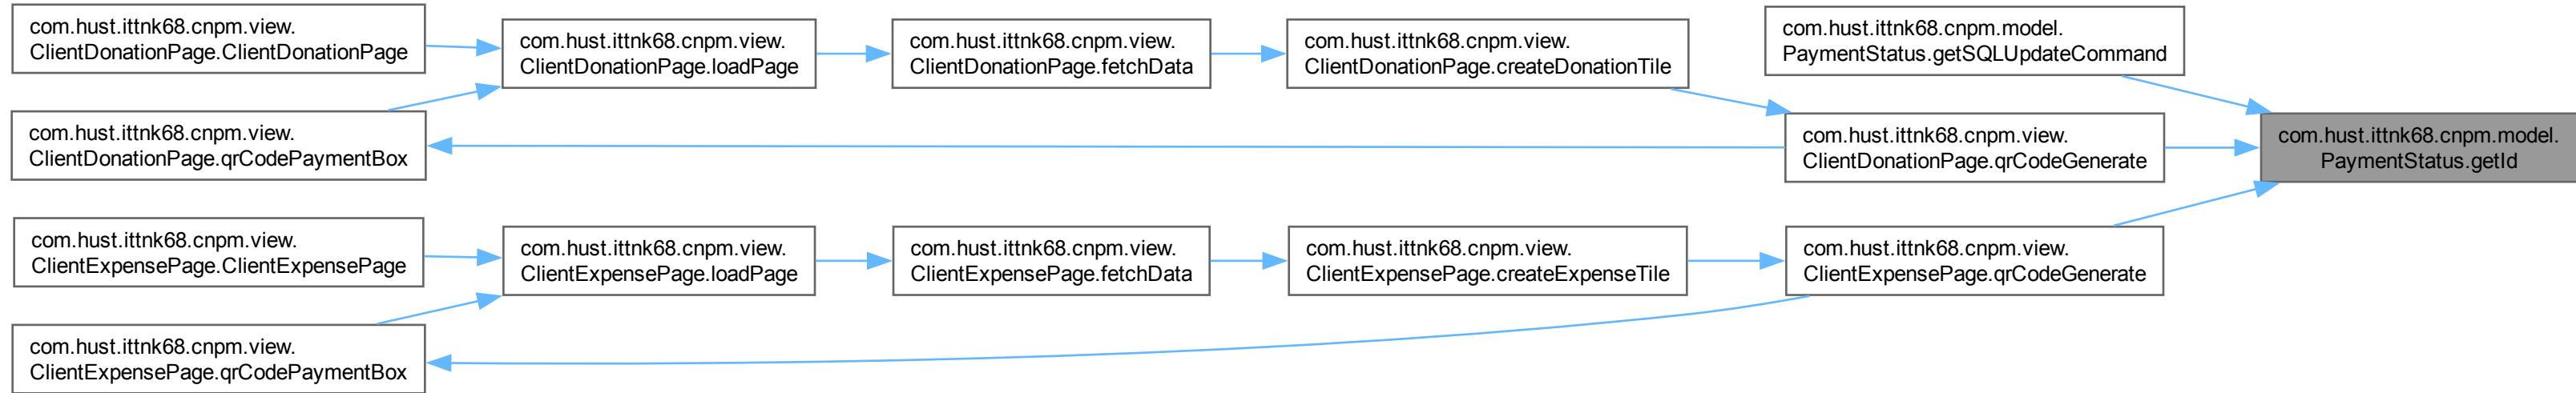 com.hust.ittnk68.cnpm.view.
ClientDonationPage.ClientDonationPage
com.hust.ittnk68.cnpm.view.
ClientDonationPage.loadPage
com.hust.ittnk68.cnpm.view.
ClientDonationPage.fetchData
com.hust.ittnk68.cnpm.view.
ClientDonationPage.createDonationTile
com.hust.ittnk68.cnpm.model.
PaymentStatus.getSQLUpdateCommand
com.hust.ittnk68.cnpm.view.
ClientDonationPage.qrCodePaymentBox
com.hust.ittnk68.cnpm.view.
ClientDonationPage.qrCodeGenerate
com.hust.ittnk68.cnpm.model.
PaymentStatus.getId
com.hust.ittnk68.cnpm.view.
ClientExpensePage.ClientExpensePage
com.hust.ittnk68.cnpm.view.
ClientExpensePage.loadPage
com.hust.ittnk68.cnpm.view.
ClientExpensePage.fetchData
com.hust.ittnk68.cnpm.view.
ClientExpensePage.createExpenseTile
com.hust.ittnk68.cnpm.view.
ClientExpensePage.qrCodeGenerate
com.hust.ittnk68.cnpm.view.
ClientExpensePage.qrCodePaymentBox